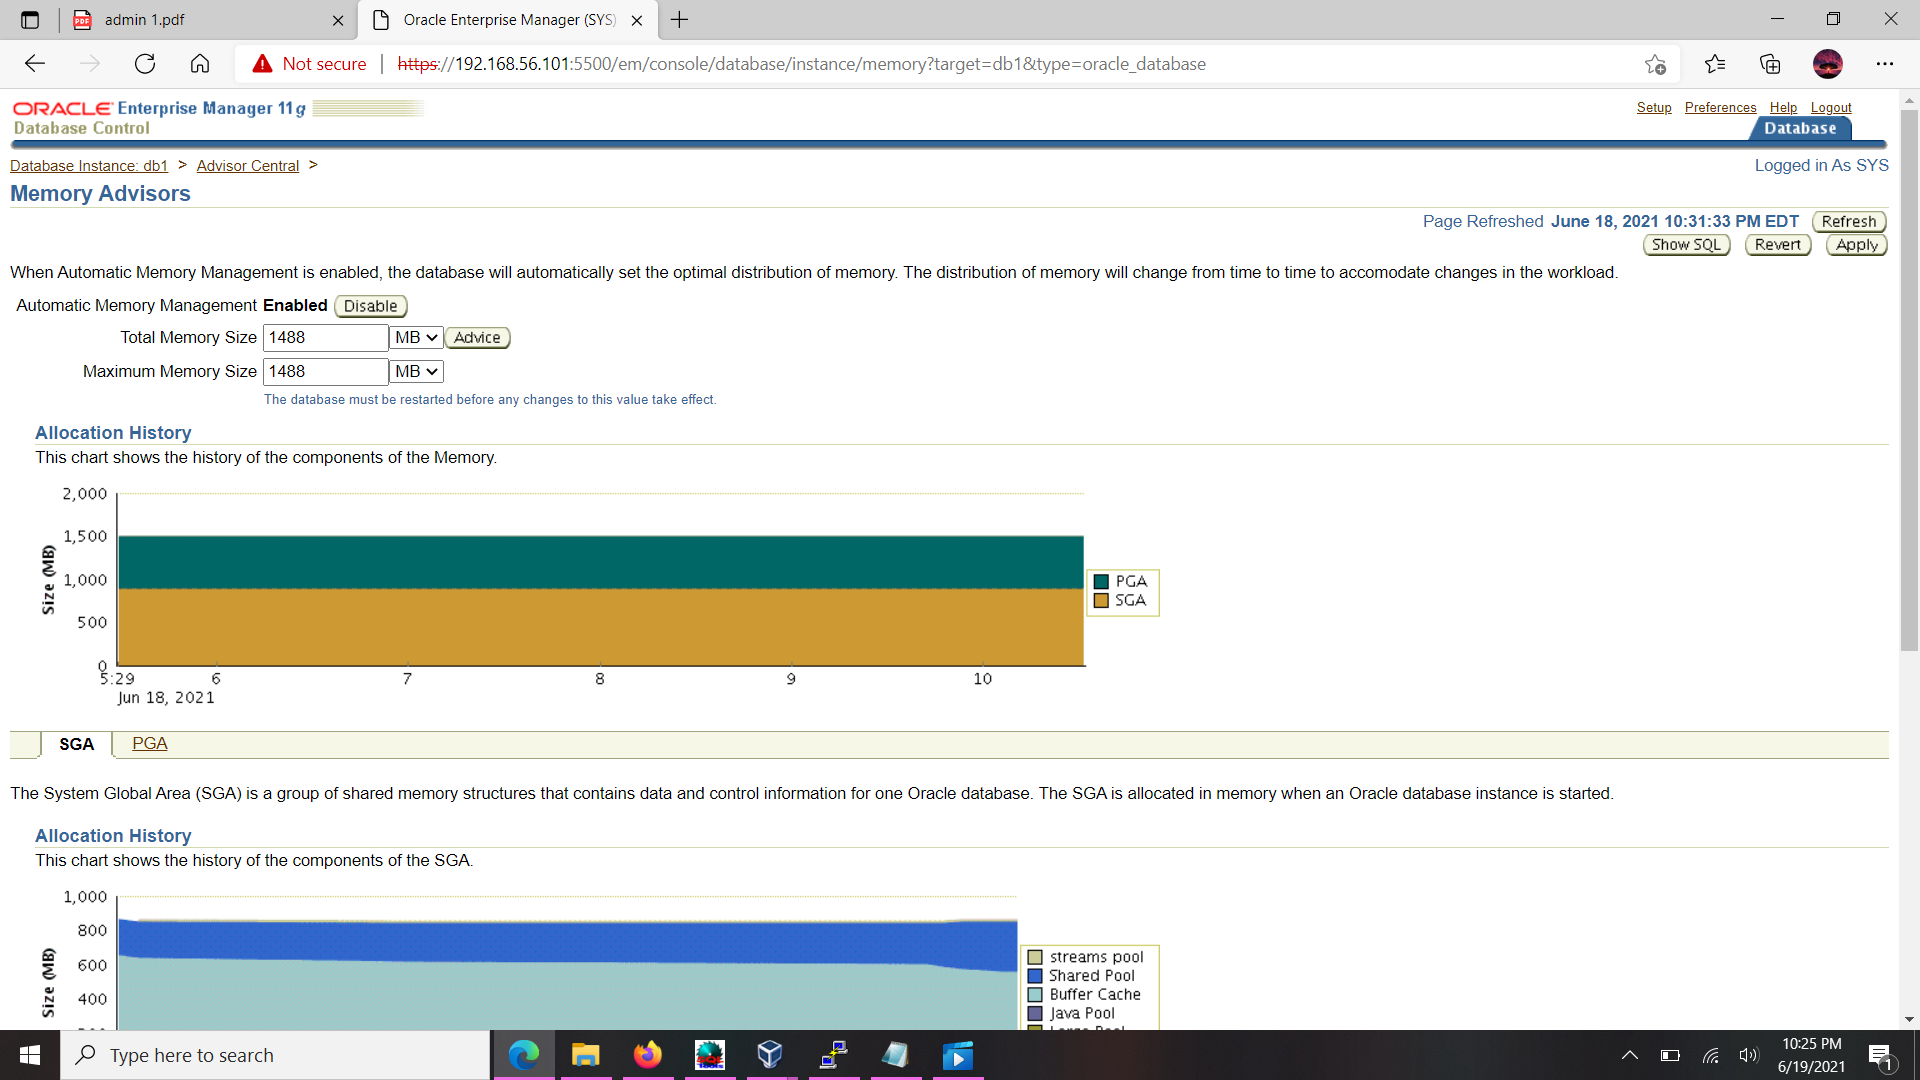 admin 1.pdf
Oracle Enterprise Manager (SYS)
Not secure
https://192.168.56.101:5500/em/console/database/instance/memory?target=db1&type=oracle_database
ORACLE Enterprise Manager 11g
Database Control
Setup Preferences Help Logout
Database
Database Instance: db1 > Advisor Central >
Logged in As SYS
Memory Advisors
Page Refreshed June 18, 2021 10:31:33 PM EDT Refresh
Show SQL Revert Apply
When Automatic Memory Management is enabled, the database will automatically set the optimal distribution of memory. The distribution of memory will change from time to time to accomodate changes in the workload.
Automatic Memory Management Enabled Disable
Total Memory Size 1488 MB Advice
Maximum Memory Size 1488 MB
The database must be restarted before any changes to this value take effect.
Allocation History
This chart shows the history of the components of the Memory.
2,000
1,500
1,000
500
0
Size (MB)
5:29 6 7 8 9 10
Jun 18, 2021
PGA
SGA
SGA PGA
The System Global Area (SGA) is a group of shared memory structures that contains data and control information for one Oracle database. The SGA is allocated in memory when an Oracle database instance is started.
Allocation History
This chart shows the history of the components of the SGA.
1,000
800
600
400
Size (MB)
streams pool
Shared Pool
Buffer Cache
Java Pool
Type here to search
10:25 PM
6/19/2021
1